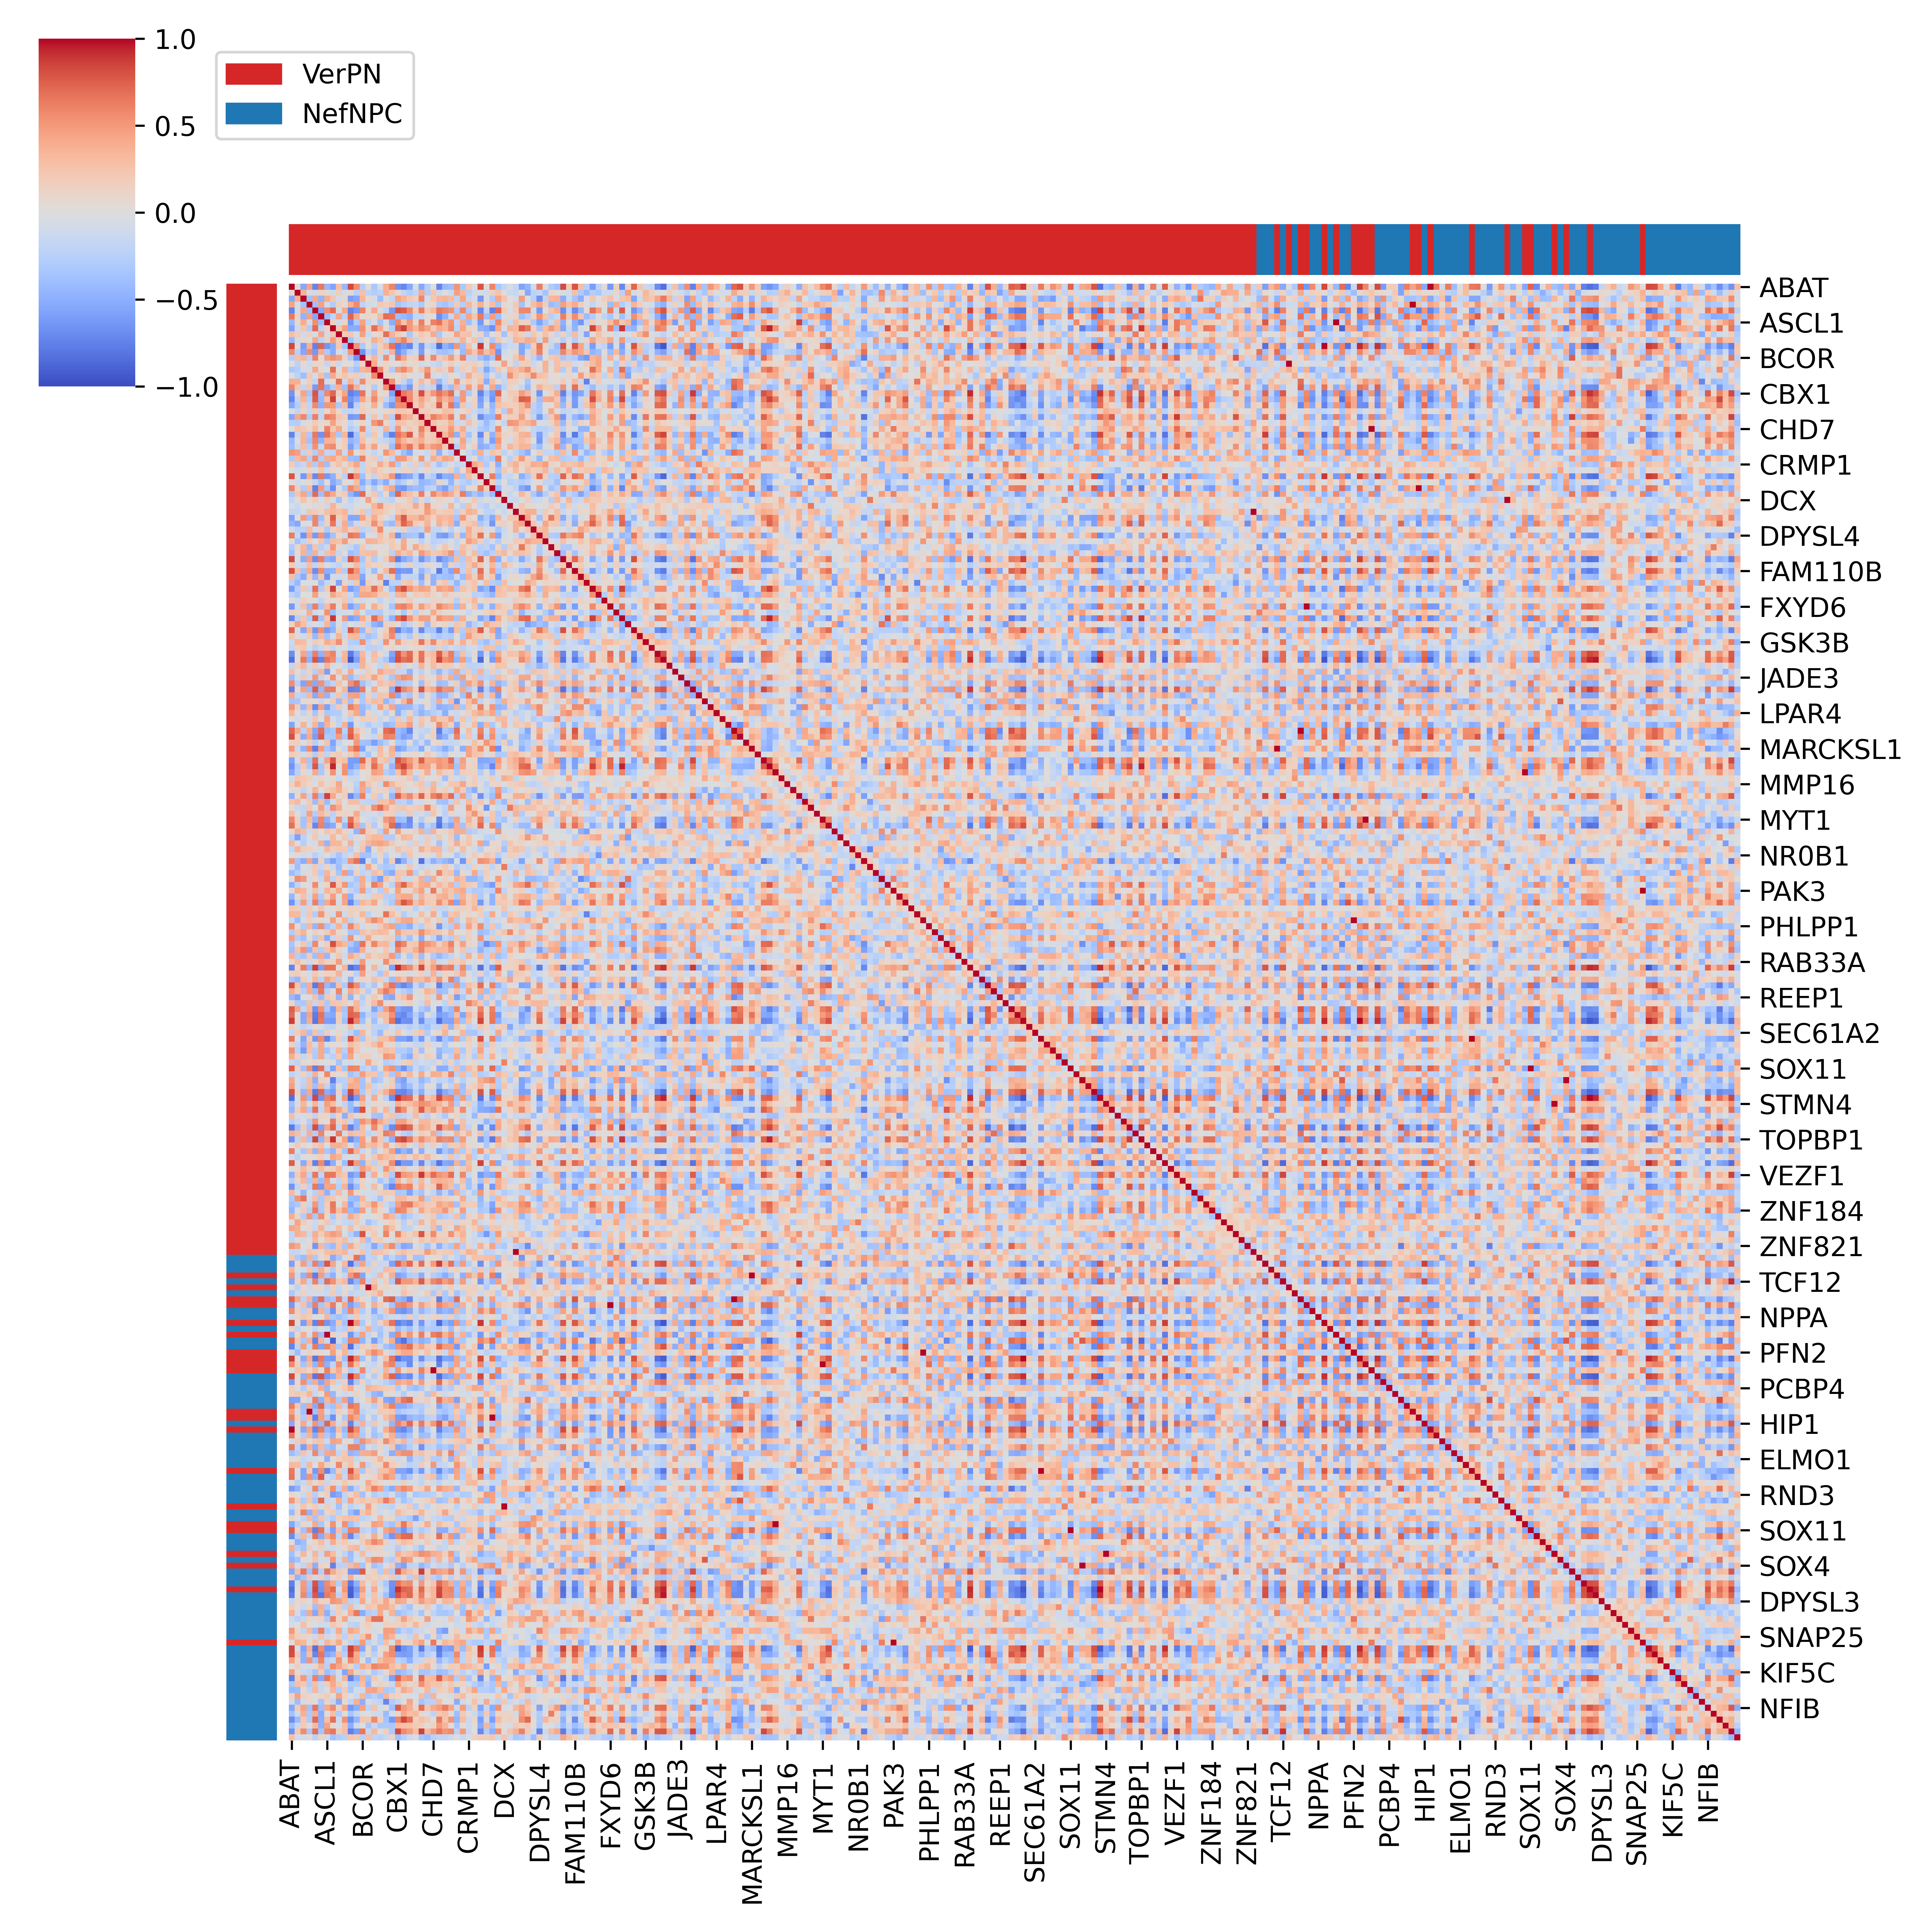 1.0
0.5
0.0
−0.5
−1.0
VerPN
NefNPC
ABAT
ASCL1
BCOR
CBX1
CHD7
CRMP1
DCX
DPYSL4
FAM110B
FXYD6
GSK3B
JADE3
LPAR4
MARCKSL1
MMP16
MYT1
NR0B1
PAK3
PHLPP1
RAB33A
REEP1
SEC61A2
SOX11
STMN4
TOPBP1
VEZF1
ZNF184
ZNF821
TCF12
NPPA
PFN2
PCBP4
HIP1
ELMO1
RND3
SOX11
SOX4
DPYSL3
SNAP25
KIF5C
NFIB
ABAT
ASCL1
BCOR
CBX1
CHD7
CRMP1
DCX
DPYSL4
FAM110B
FXYD6
GSK3B
JADE3
LPAR4
MARCKSL1
MMP16
MYT1
NR0B1
PAK3
PHLPP1
RAB33A
REEP1
SEC61A2
SOX11
STMN4
TOPBP1
VEZF1
ZNF184
ZNF821
TCF12
NPPA
PFN2
PCBP4
HIP1
ELMO1
RND3
SOX11
SOX4
DPYSL3
SNAP25
KIF5C
NFIB